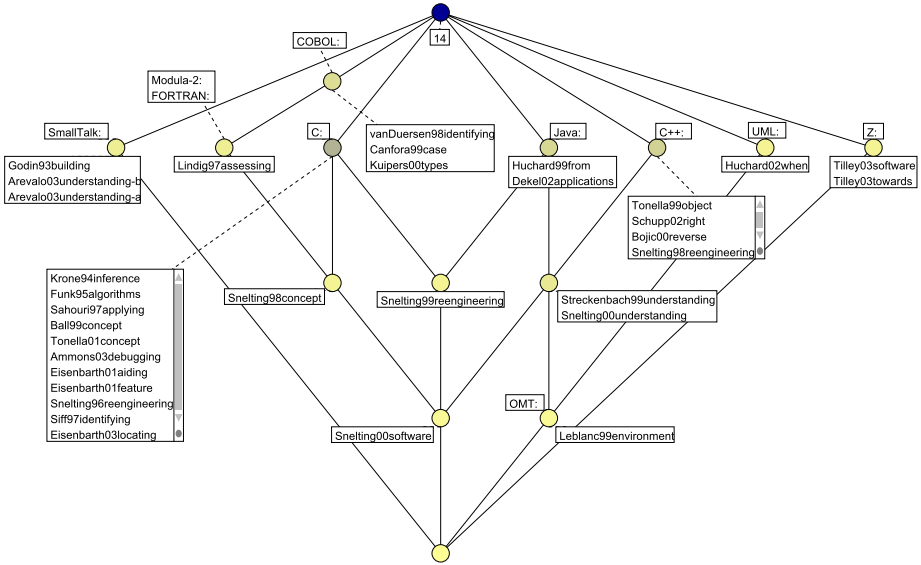 14
COBOL:
Modula-2:
FORTRAN:
SmallTalk:
C:
Java:
C++:
UML:
Z:
vanDuersen98identifying
Canfora99case
Kuipers00types
Godin93building
Arevalo03understanding-b
Arevalo03understanding-a
Lindig97assessing
Huchard99from
Dekel02applications
Huchard02when
Tilley03software
Tilley03towards
Tonella99object
Schupp02right
Bojic00reverse
Snelting98reengineering
Krone94inference
Funk95algorithms
Sahouri97applying
Ball99concept
Tonella01concept
Ammons03debugging
Eisenbarth01aiding
Eisenbarth01feature
Snelting96reengineering
Siff97identifying
Eisenbarth03locating
Snelting98concept
Snelting99reengineering
Streckenbach99understanding
Snelting00understanding
OMT:
Snelting00software
Leblanc99environment